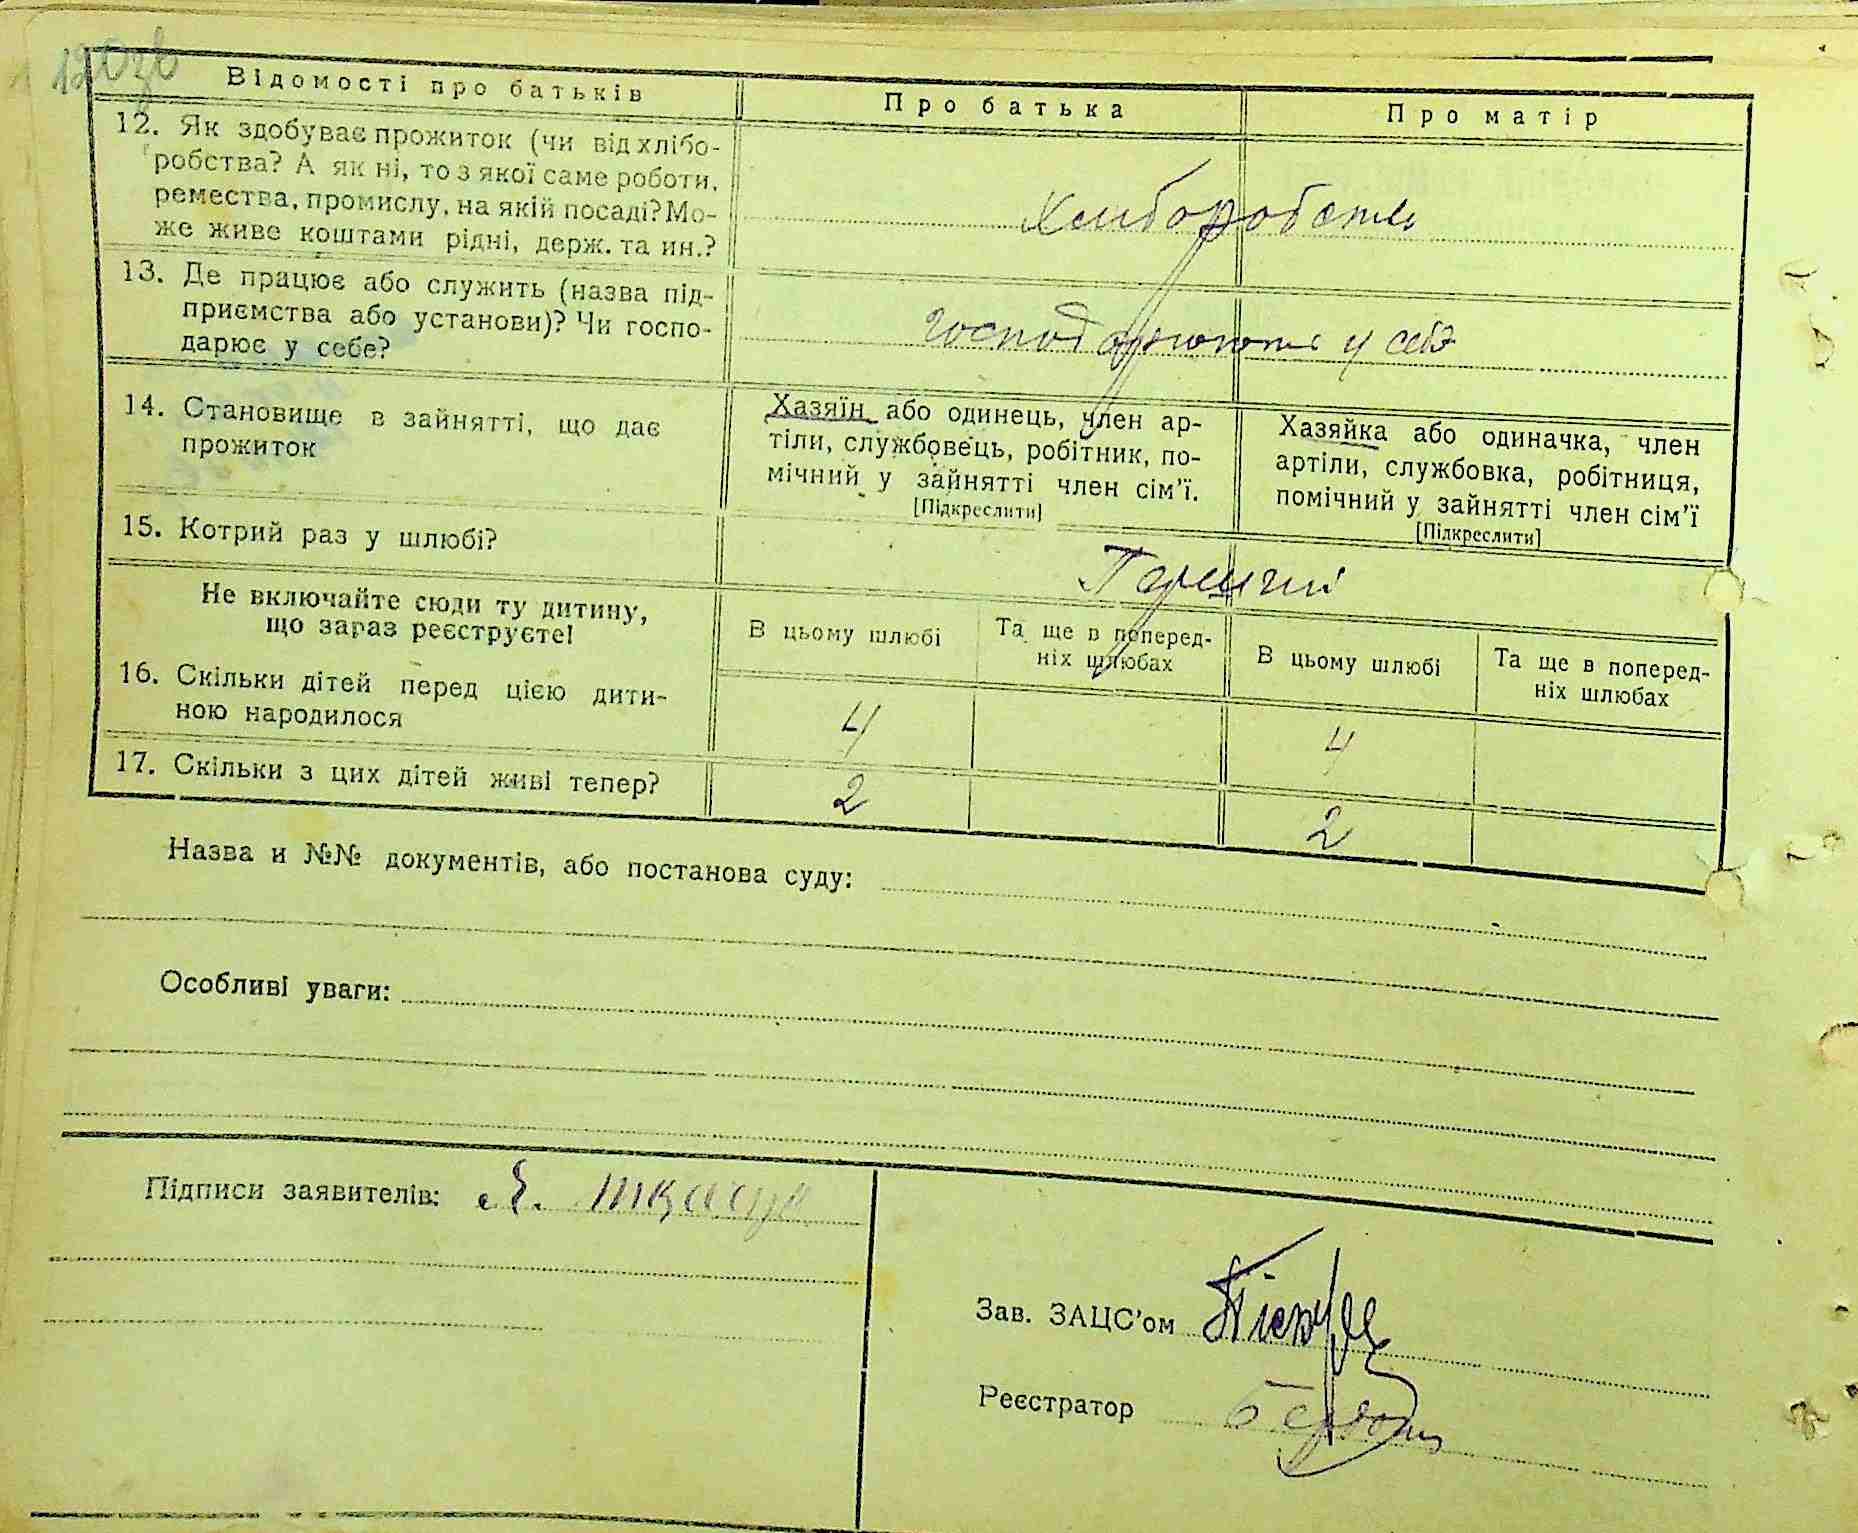 120зв
Відомості про батьків
Про батька
Про матір
12. Як здобуває прожиток (чи від хлібо-
робства? А як ні, то з якої саме роботи,
ремества, промислу, на якій посаді? Мо-
же живе коштами рідні, держ. та ин.?
Хлиборобств
13. Де працює або служить (назва під-
приємства або установи)? Чи госпо-
дарює у себе?
господарюють у себе
14. Становище в зайнятті, що дає
прожиток
Хазяїн або одинець, член ар-
тіли, службовець, робітник, по-
мічний у зайнятті член сім'ї.
[Підкреслити]
Хазяйка або одиначка, член
артіли, службовка, робітниця,
помічний у зайнятті член сім'ї
[Підкреслити]
15. Котрий раз у шлюбі?
Перший
Не включайте сюди ту дитину,
що зараз реєструєте!
В цьому шлюбі
Та ще в поперед-
ніх шлюбах
В цьому шлюбі
Та ще в поперед-
ніх шлюбах
16. Скільки дітей перед цією дити-
ною народилося
4
4
17. Скільки з цих дітей живі тепер?
2
2
Назва и №№ документів, або постанова суду:
Особливі уваги:
Підписи заявителів:
Зав. ЗАЦС'ом
Реєстратор